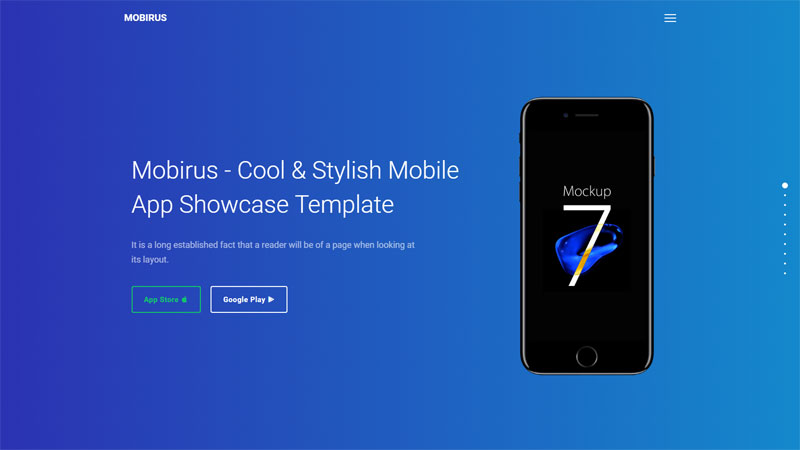 MOBIRUS
Mobirus - Cool & Stylish Mobile
App Showcase Template
It is a long established fact that a reader will be of a page when looking at
its layout.
App Store
Google Play
Mockup
7